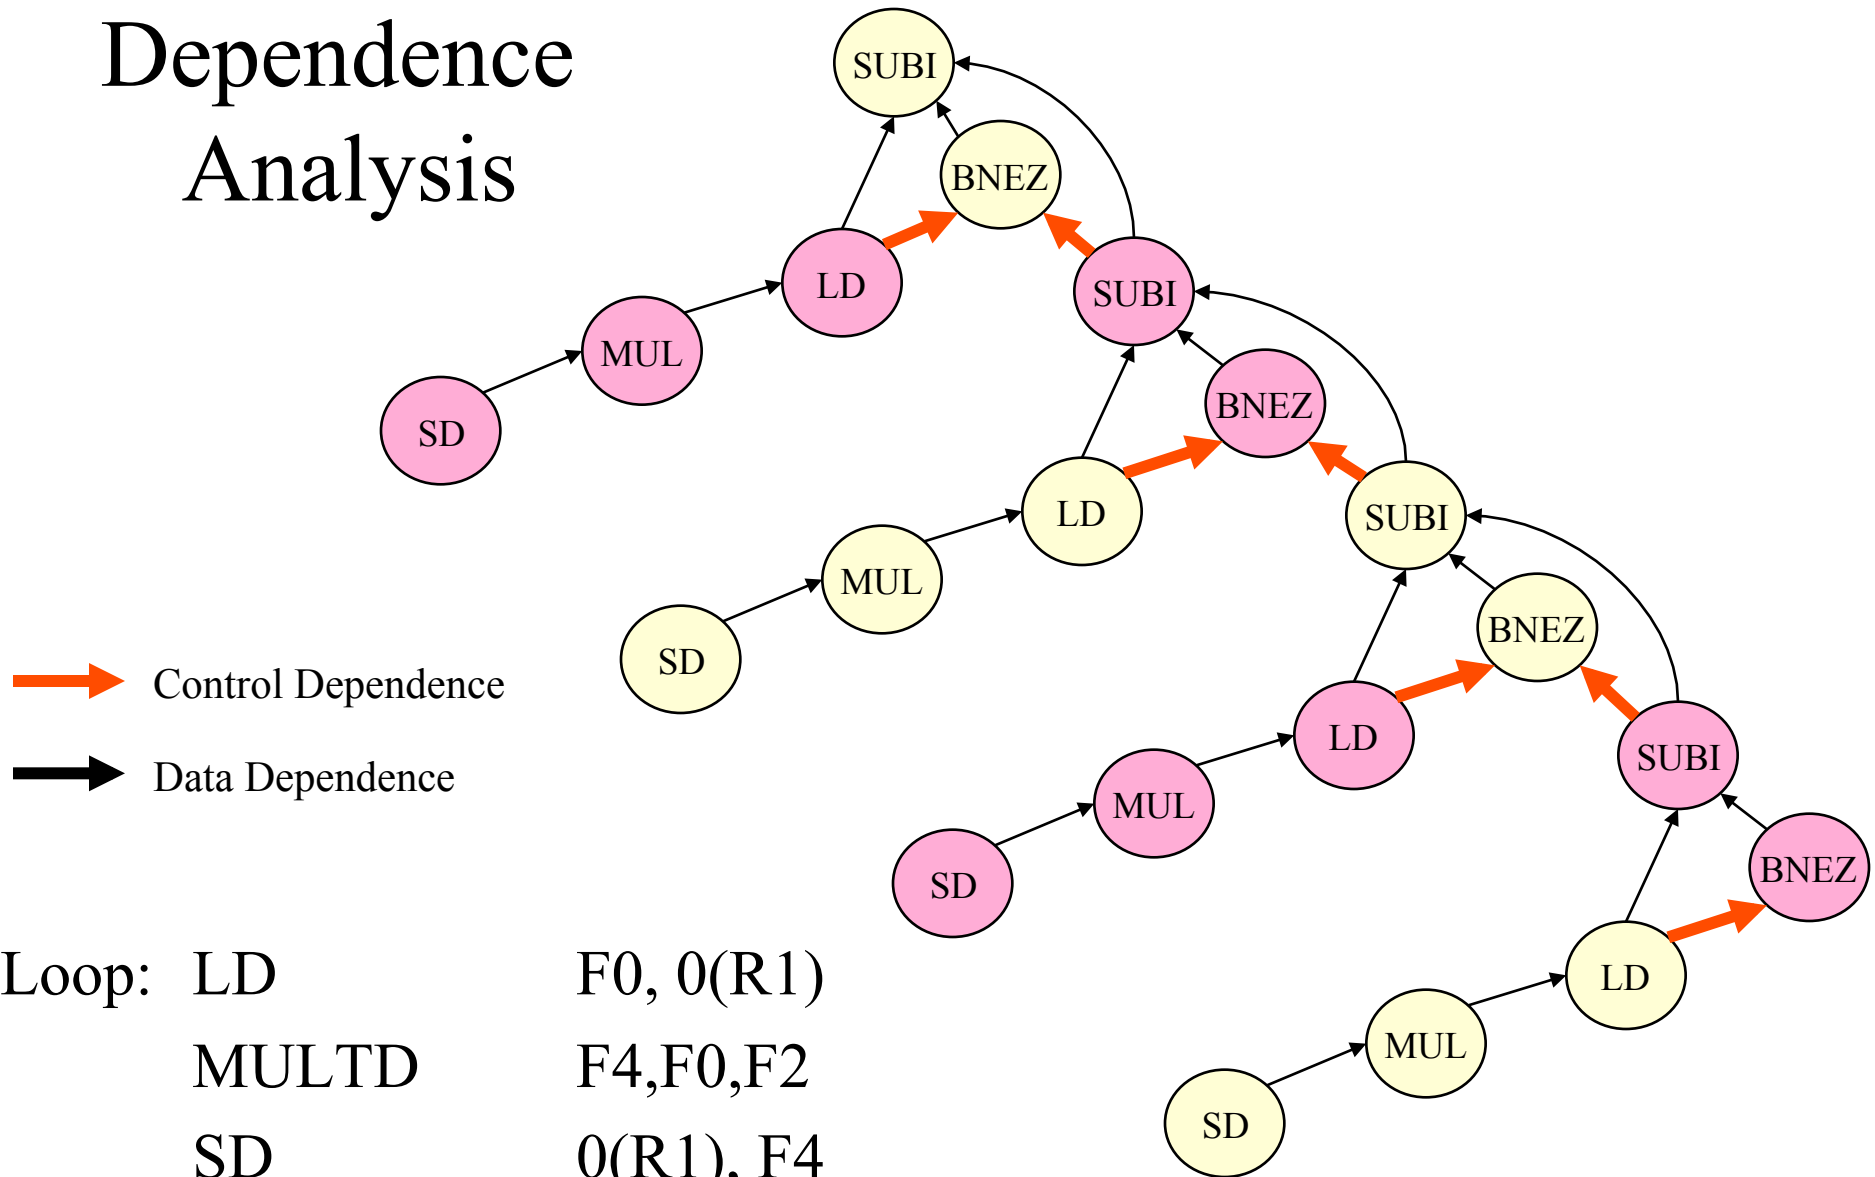 Dependence
Analysis
SUBI
BNEZ
LD
SUBI
MUL
BNEZ
SD
LD
SUBI
MUL
BNEZ
SD
LD
SUBI
MUL
BNEZ
SD
LD
MUL
SD
Control Dependence
Data Dependence
Loop: LD F0, 0(R1)
MULTD F4,F0,F2
SD 0(R1), F4